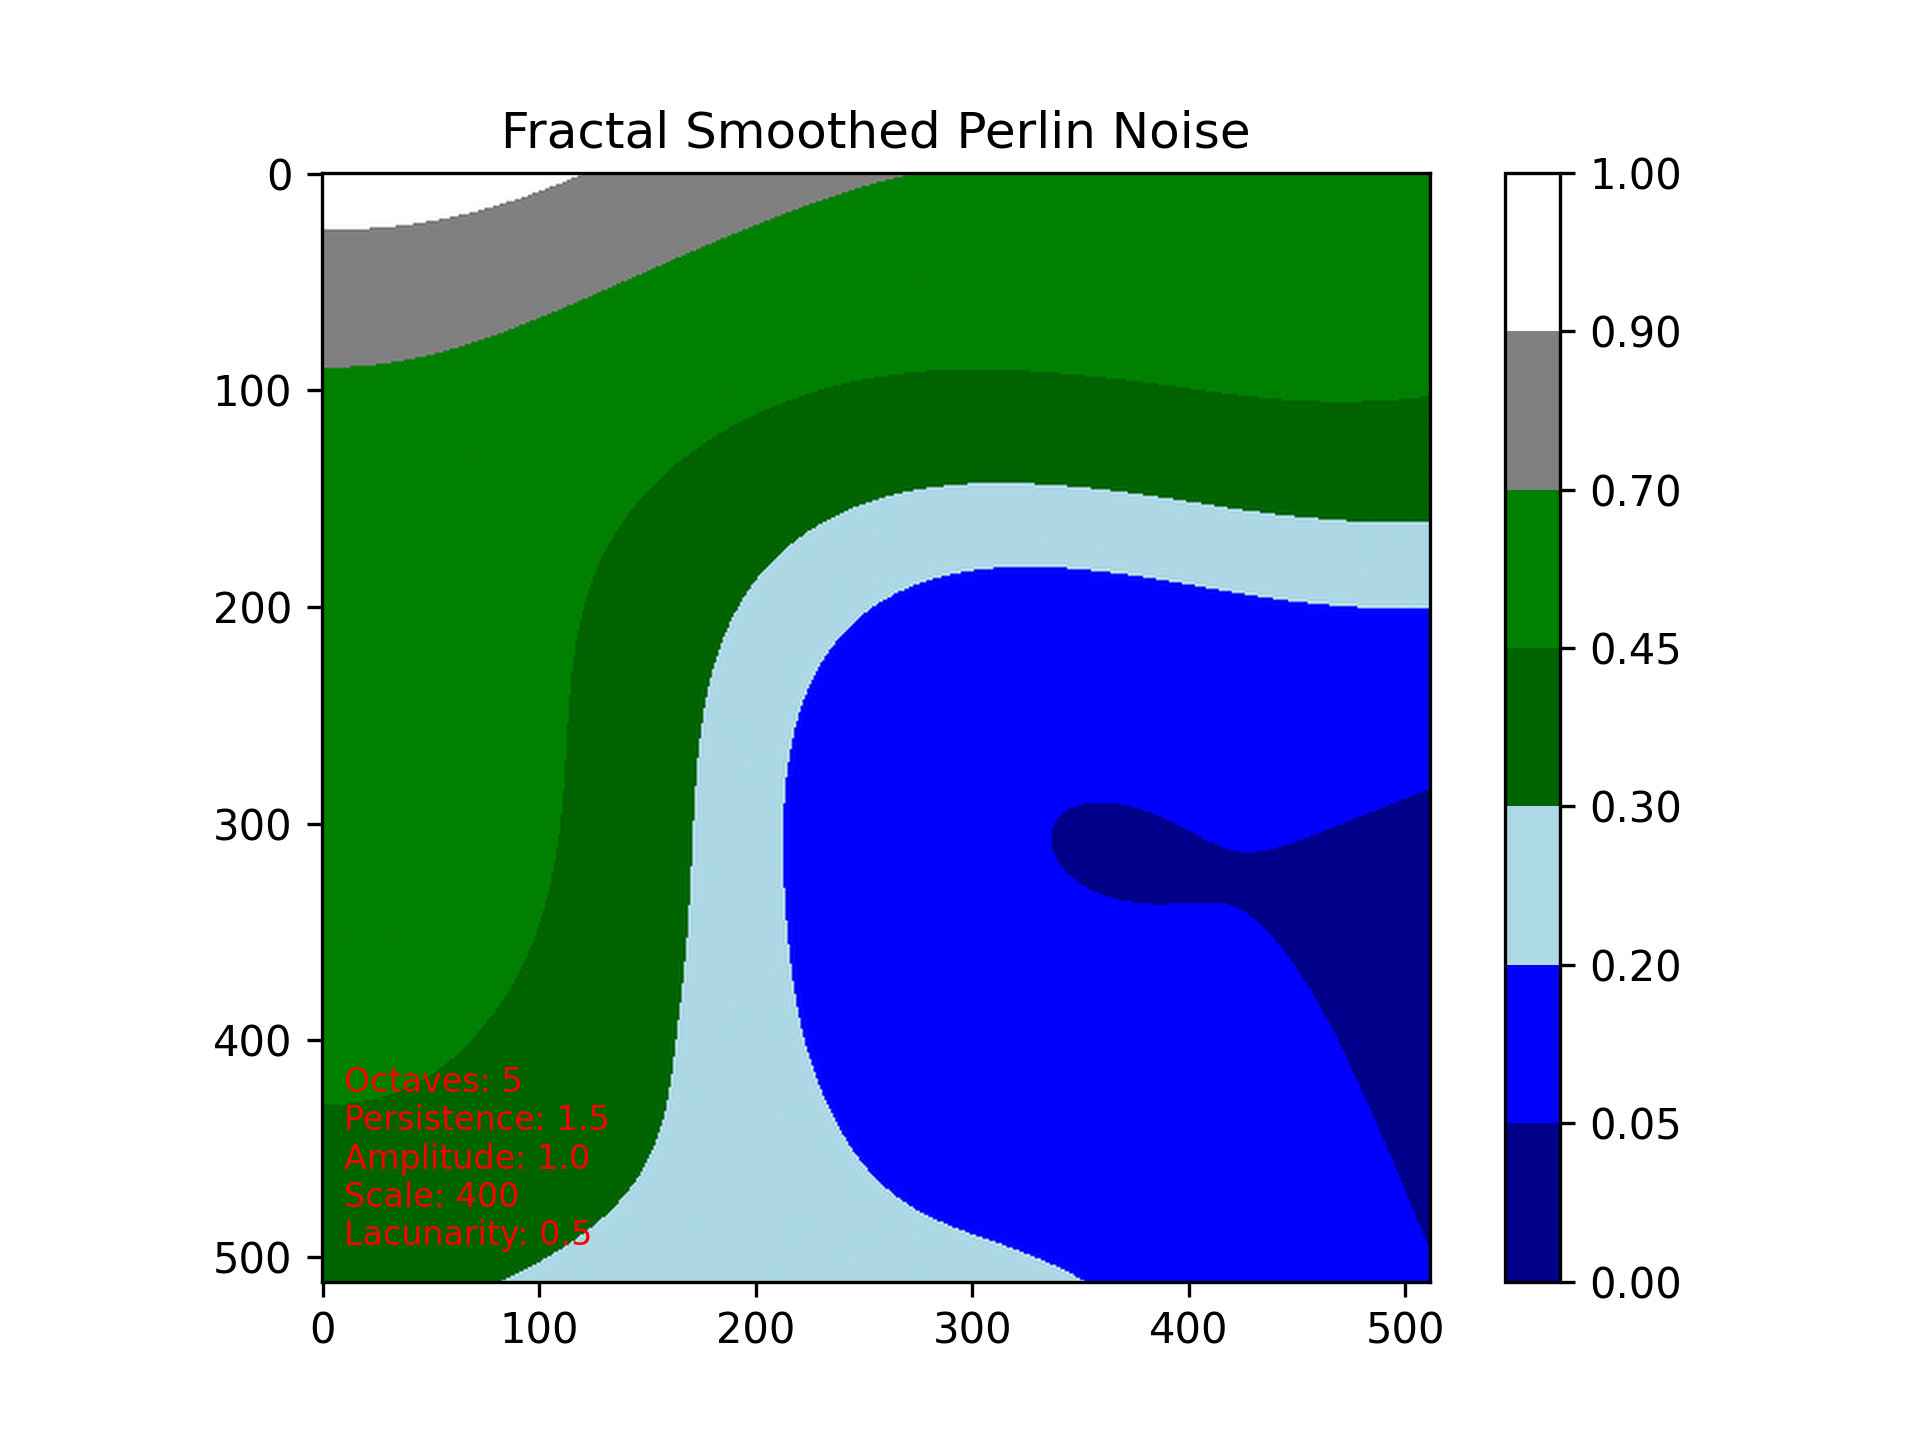 Fractal Smoothed Perlin Noise
0
100
200
300
400
500
Octaves: 5
Persistence: 1.5
Amplitude: 1.0
Scale: 400
Lacunarity: 0.5
0 100 200 300 400 500
1.00
0.90
0.70
0.45
0.30
0.20
0.05
0.00